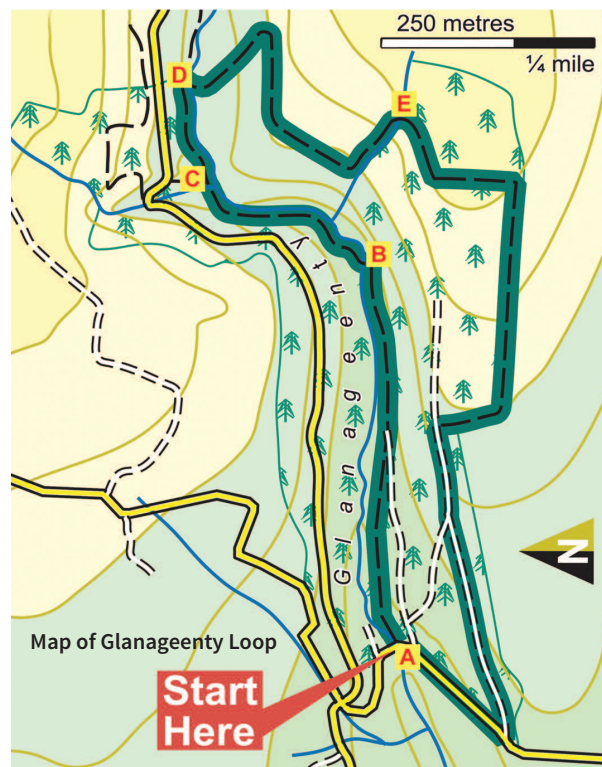 250 metres
¼ mile
D
E
C
B
Glanageenty
N
A
Map of Glanageenty Loop
Start
Here